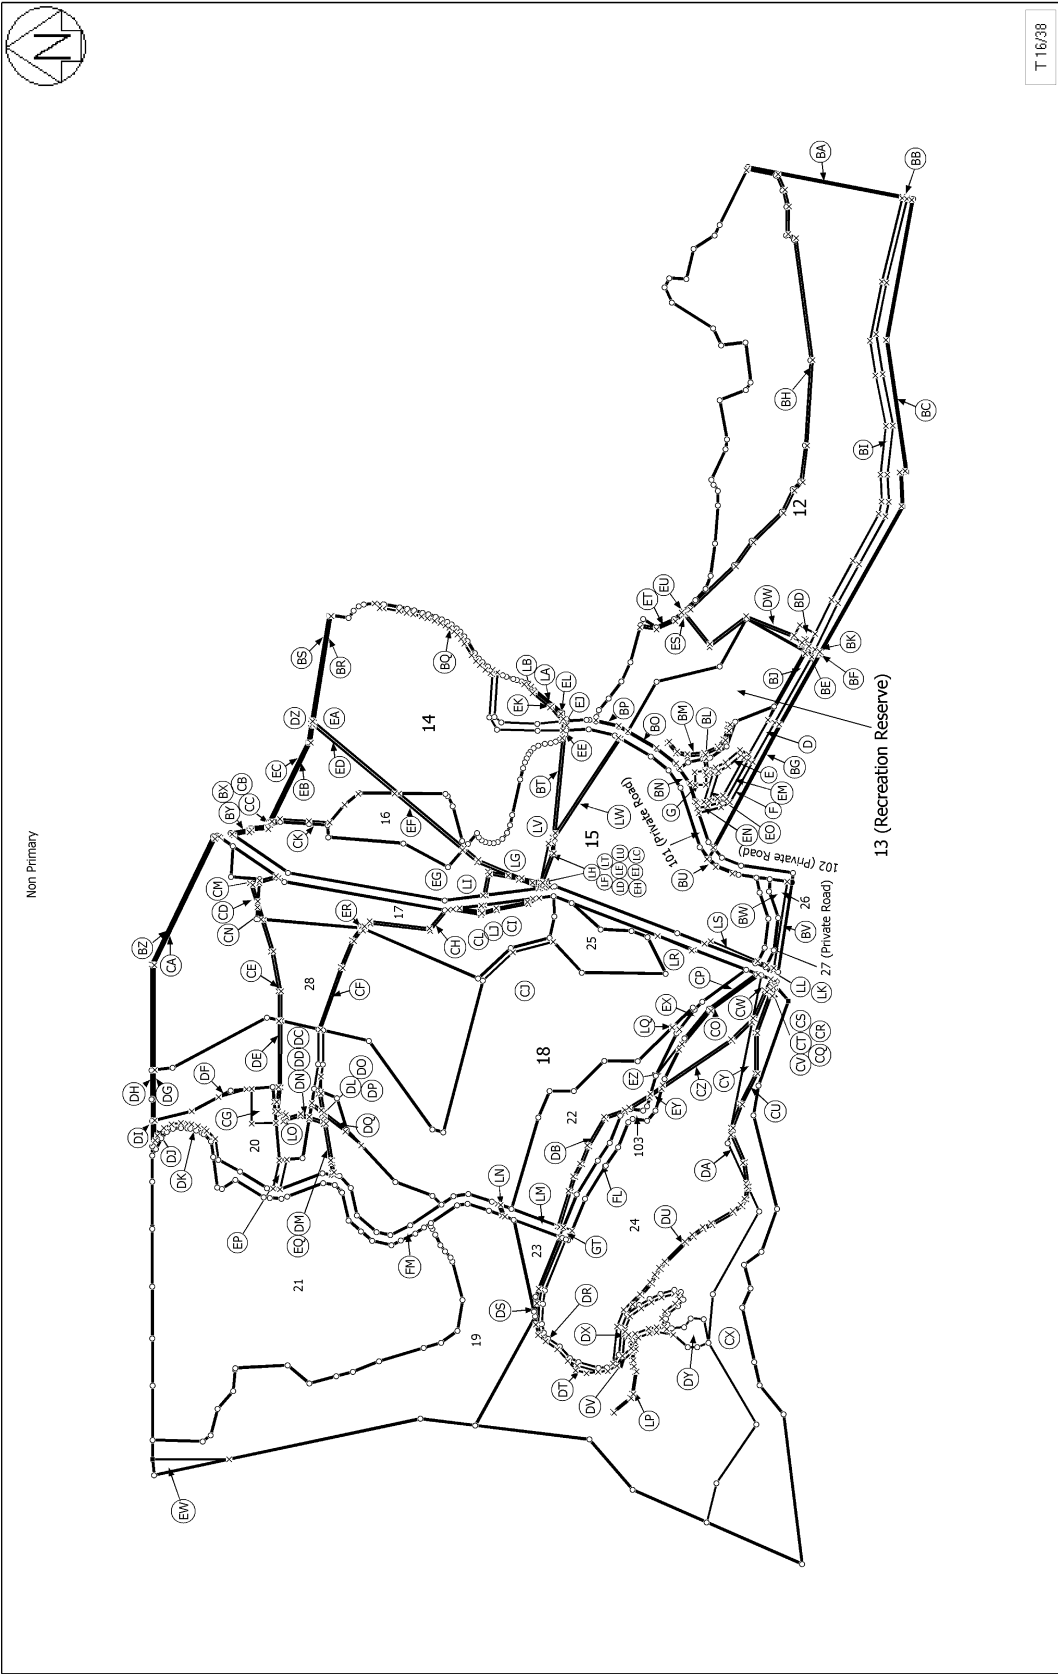 N
T 16/38
Non Primary
BA
BB
BH
BC
BI
12
EU
ET
ES
DW
BD
BK
BF
BE
BJ
13 (Recreation Reserve)
D
BG
E
EM
F
EO
EN
G
BN
BM
BL
BO
BP
101 (Private Road)
102 (Private Road)
BU
BS
BR
BQ
14
DZ
EA
EC
EB
ED
EF
16
BX
CB
BY
CC
CK
LB
LA
EK
EL
EJ
EE
BT
LV
LW
15
EG
LG
LI
LH
LT
LU
LF
LE
LC
LD
EI
EH
BZ
CA
CM
CD
CN
CE
ER
17
CH
CL
LJ
CI
CF
28
CJ
25
LR
LS
BW
26
BV
27 (Private Road)
LL
LK
CP
CW
CS
CT
CV
CR
CQ
CO
EX
LQ
18
EZ
CZ
EY
CY
CU
DH
DG
DF
DE
DC
DD
DN
DO
DL
DP
DQ
CG
LO
20
DI
DJ
DK
EP
DM
EQ
FM
21
LN
LM
22
DB
103
FL
DA
DU
24
GT
23
DS
DR
DX
DT
DV
DY
CX
LP
19
EW